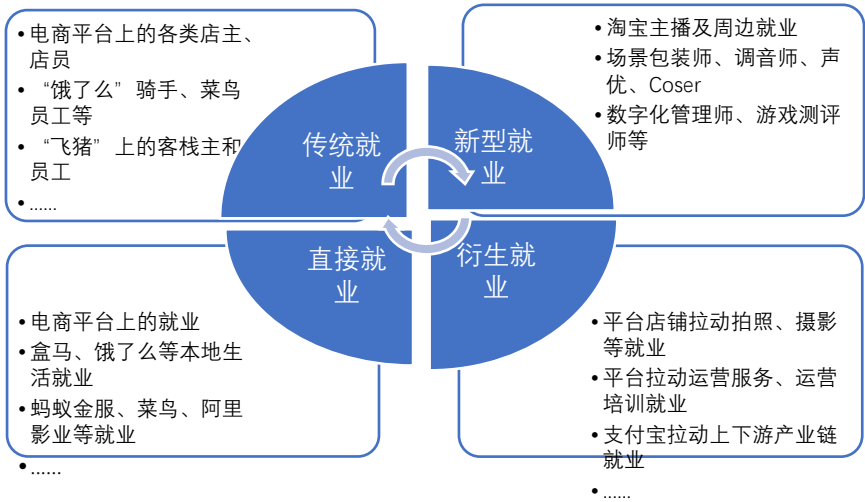 •电商平台上的各类店主、
店员
• “饿了么”骑手、菜鸟
员工等
• “飞猪”上的客栈主和
员工
•......
传统就
业
•淘宝主播及周边就业
•场景包装师、调音师、声
优、Coser
•数字化管理师、游戏测评
师等
新型就
业
直接就
业
•电商平台上的就业
•盒马、饿了么等本地生
活就业
•蚂蚁金服、菜鸟、阿里
影业等就业
•......
衍生就
业
•平台店铺拉动拍照、摄影
等就业
•平台拉动运营服务、运营
培训就业
•支付宝拉动上下游产业链
就业
•......